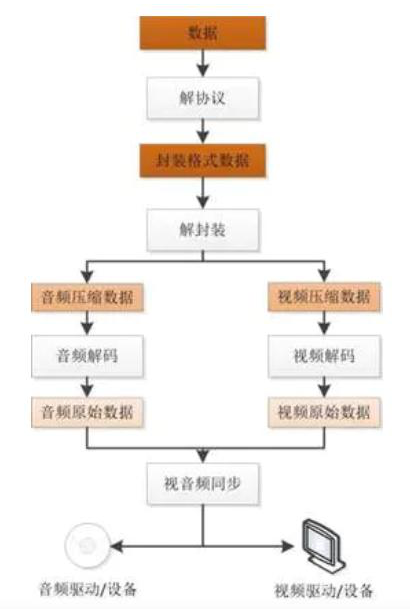 数据
解协议
封装格式数据
解封装
音频压缩数据
视频压缩数据
音频解码
视频解码
音频原始数据
视频原始数据
视音频同步
音频驱动/设备
视频驱动/设备